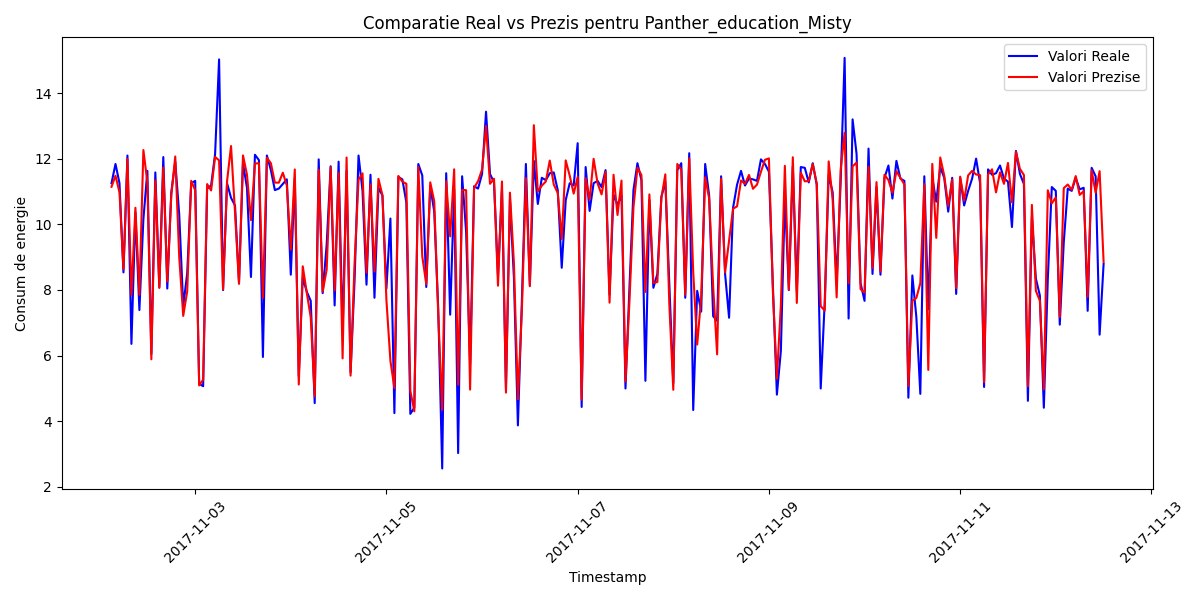 Comparatie Real vs Prezis pentru Panther_education_Misty
Valori Reale
Valori Prezise
Consum de energie
14
12
10
8
6
4
2
2017-11-03
2017-11-05
2017-11-07
2017-11-09
2017-11-11
2017-11-13
Timestamp